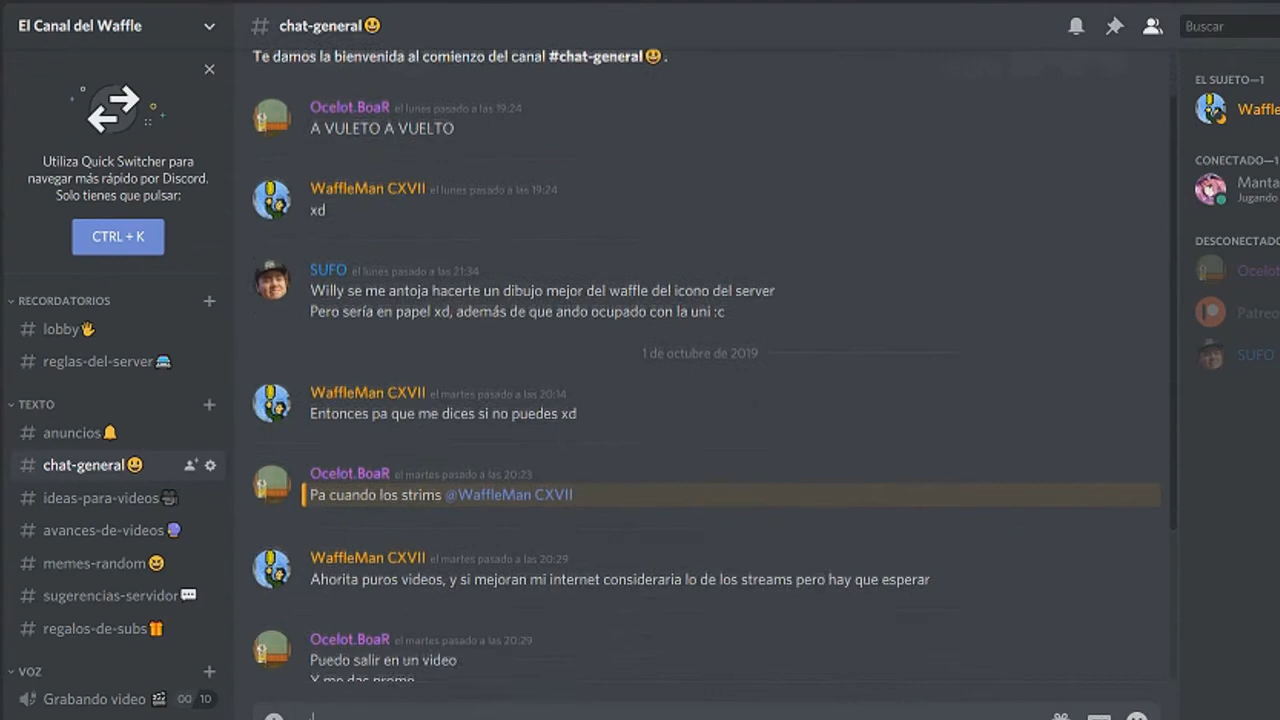 El Canal del Waffle
Utiliza Quick Switcher para
navegar más rápido por Discord.
Solo tienes que pulsar:
CTRL + K
RECORDATORIOS
lobby
reglas-del-server
TEXTO
anuncios
chat-general
ideas-para-videos
avances-de-videos
memes-random
sugerencias-servidor
regalos-de-subs
VOZ
Grabando video 00 10
# chat-general
Te damos la bienvenida al comienzo del canal #chat-general .
Ocelot.BoaR el lunes pasado a las 19:24
A VULETO A VUELTO
WaffleMan CXVII el lunes pasado a las 19:24
xd
SUFO el lunes pasado a las 21:34
Willy se me antoja hacerte un dibujo mejor del waffle del icono del server
Pero sería en papel xd, además de que ando ocupado con la uni :c
1 de octubre de 2019
WaffleMan CXVII el martes pasado a las 20:14
Entonces pa que me dices si no puedes xd
Ocelot.BoaR el martes pasado a las 20:23
Pa cuando los strims @WaffleMan CXVII
WaffleMan CXVII el martes pasado a las 20:29
Ahorita puros videos, y si mejoran mi internet consideraria lo de los streams pero hay que esperar
Ocelot.BoaR el martes pasado a las 20:29
Puedo salir en un video
Y me das promo
Buscar
EL SUJETO—1
Waffle
CONECTADO—1
Manta
Jugando
DESCONECTADO
Ocelo
Patreo
SUFO